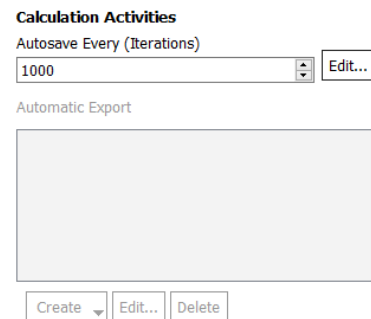 Calculation Activities
Autosave Every (Iterations)
1000 Edit...
Automatic Export
Create Edit... Delete